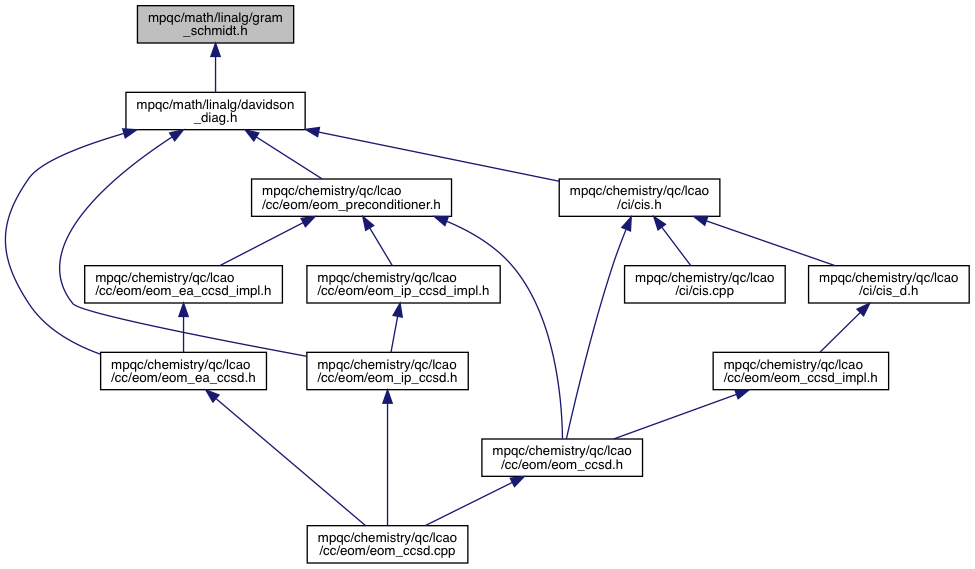 mpqc/math/linalg/gram
_schmidt.h
mpqc/math/linalg/davidson
_diag.h
mpqc/chemistry/qc/lcao
/cc/eom/eom_preconditioner.h
mpqc/chemistry/qc/lcao
/ci/cis.h
mpqc/chemistry/qc/lcao
/cc/eom/eom_ea_ccsd_impl.h
mpqc/chemistry/qc/lcao
/cc/eom/eom_ip_ccsd_impl.h
mpqc/chemistry/qc/lcao
/ci/cis.cpp
mpqc/chemistry/qc/lcao
/ci/cis_d.h
mpqc/chemistry/qc/lcao
/cc/eom/eom_ea_ccsd.h
mpqc/chemistry/qc/lcao
/cc/eom/eom_ip_ccsd.h
mpqc/chemistry/qc/lcao
/cc/eom/eom_ccsd_impl.h
mpqc/chemistry/qc/lcao
/cc/eom/eom_ccsd.h
mpqc/chemistry/qc/lcao
/cc/eom/eom_ccsd.cpp